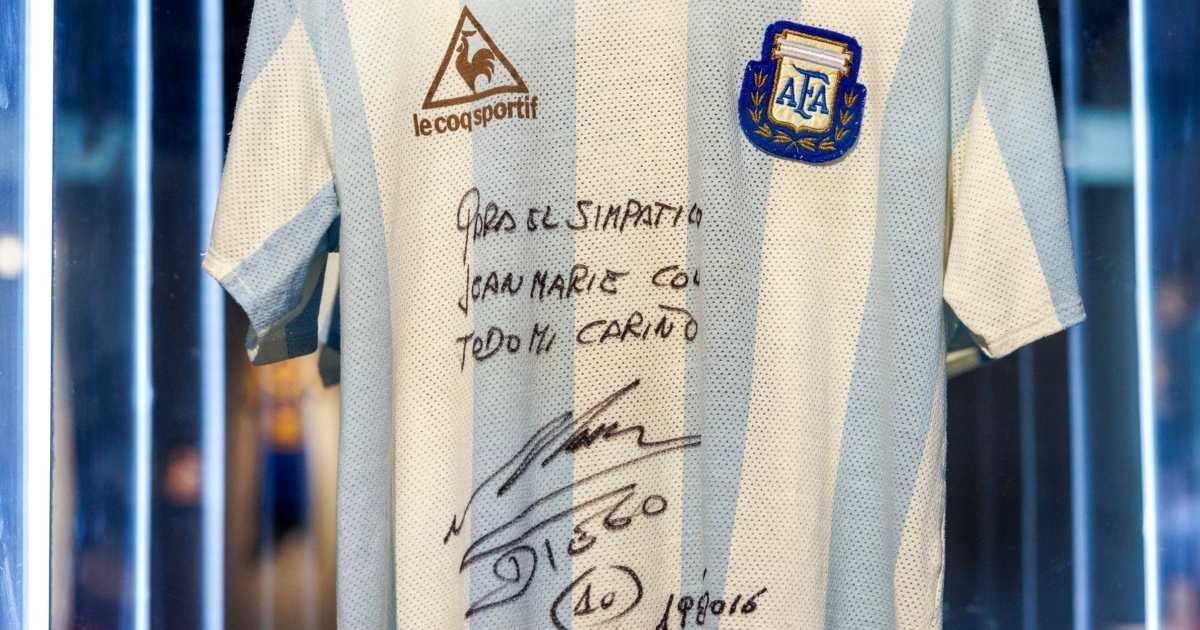 le coq sportif
AFA
PARA EL SIMPATICO
JEAN MARIE CON
TODO MI CARIÑO
DIEGO
10